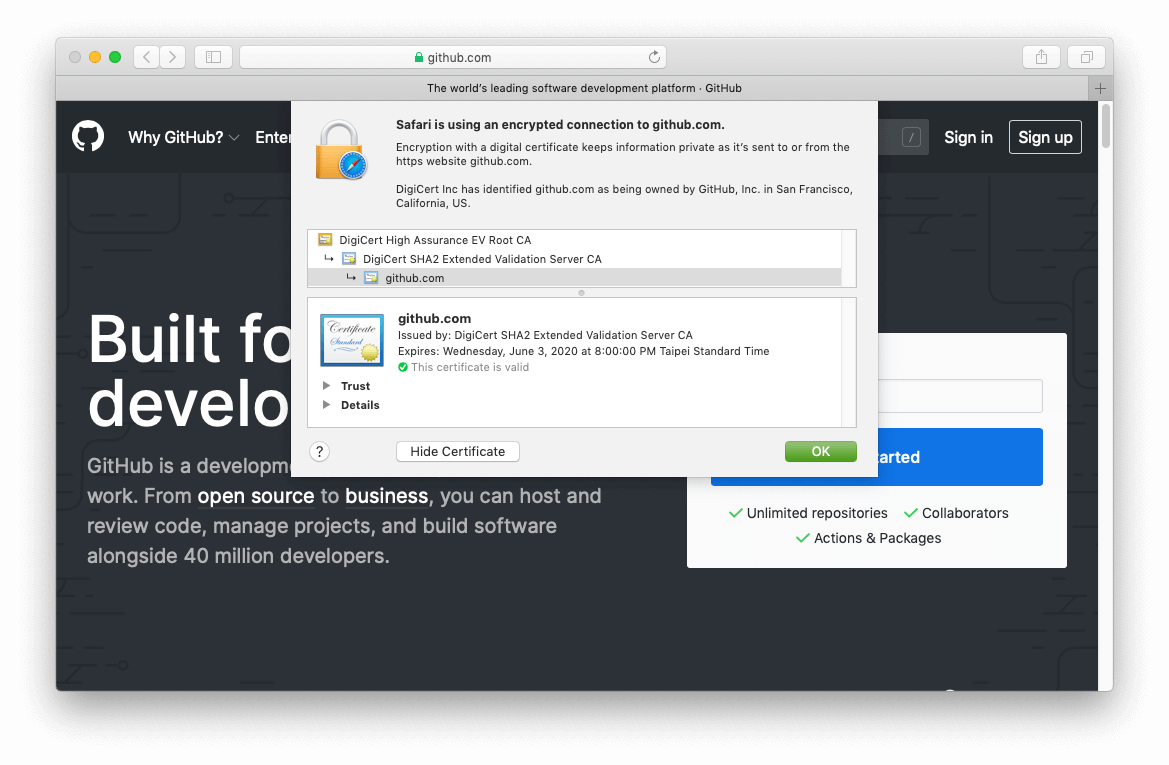 github.com
The world's leading software development platform · GitHub
Why GitHub?
/
Sign in
Sign up
Safari is using an encrypted connection to github.com.
Encryption with a digital certificate keeps information private as it's sent to or from the
https website github.com.
DigiCert Inc has identified github.com as being owned by GitHub, Inc. in San Francisco,
California, US.
DigiCert High Assurance EV Root CA
DigiCert SHA2 Extended Validation Server CA
github.com
Certificate
Standard
github.com
Issued by: DigiCert SHA2 Extended Validation Server CA
Expires: Wednesday, June 3, 2020 at 8:00:00 PM Taipei Standard Time
This certificate is valid
Trust
Details
?
Hide Certificate
OK
Built
GitHub is a
work. From open source to business, you can host and
review code, manage projects, and build software
alongside 40 million developers.
Unlimited repositories
Collaborators
Actions & Packages